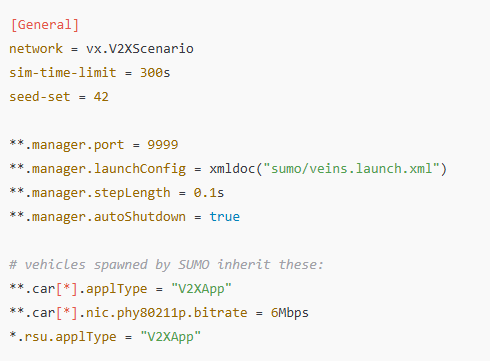 [General]
network = vx.V2XScenario
sim-time-limit = 300s
seed-set = 42
**.manager.port = 9999
**.manager.launchConfig = xmldoc("sumo/veins.launch.xml")
**.manager.stepLength = 0.1s
**.manager.autoShutdown = true
# vehicles spawned by SUMO inherit these:
**.car[*].applType = "V2XApp"
**.car[*].nic.phy80211p.bitrate = 6Mbps
*.rsu.applType = "V2XApp"